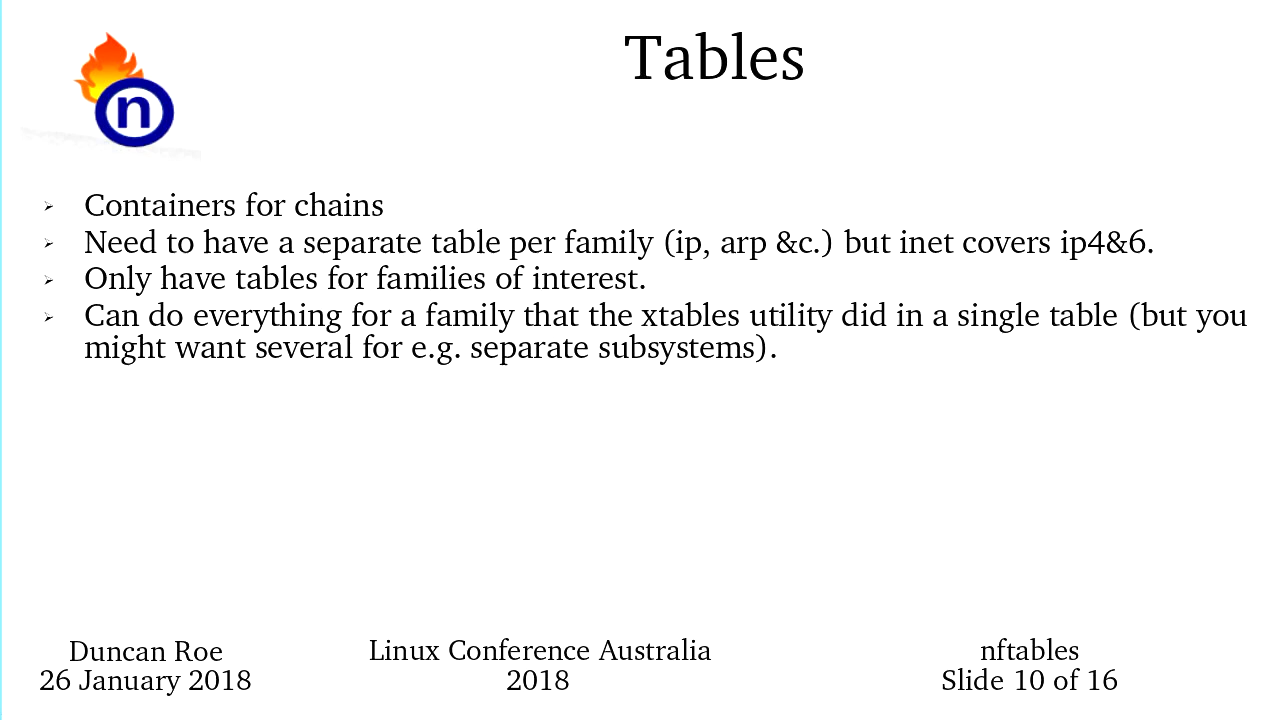 Tables
n
➢ Containers for chains
➢ Need to have a separate table per family (ip, arp &c.) but inet covers ip4&6.
➢ Only have tables for families of interest.
➢ Can do everything for a family that the xtables utility did in a single table (but you
might want several for e.g. separate subsystems).
Duncan Roe
26 January 2018
Linux Conference Australia
2018
nftables
Slide 10 of 16